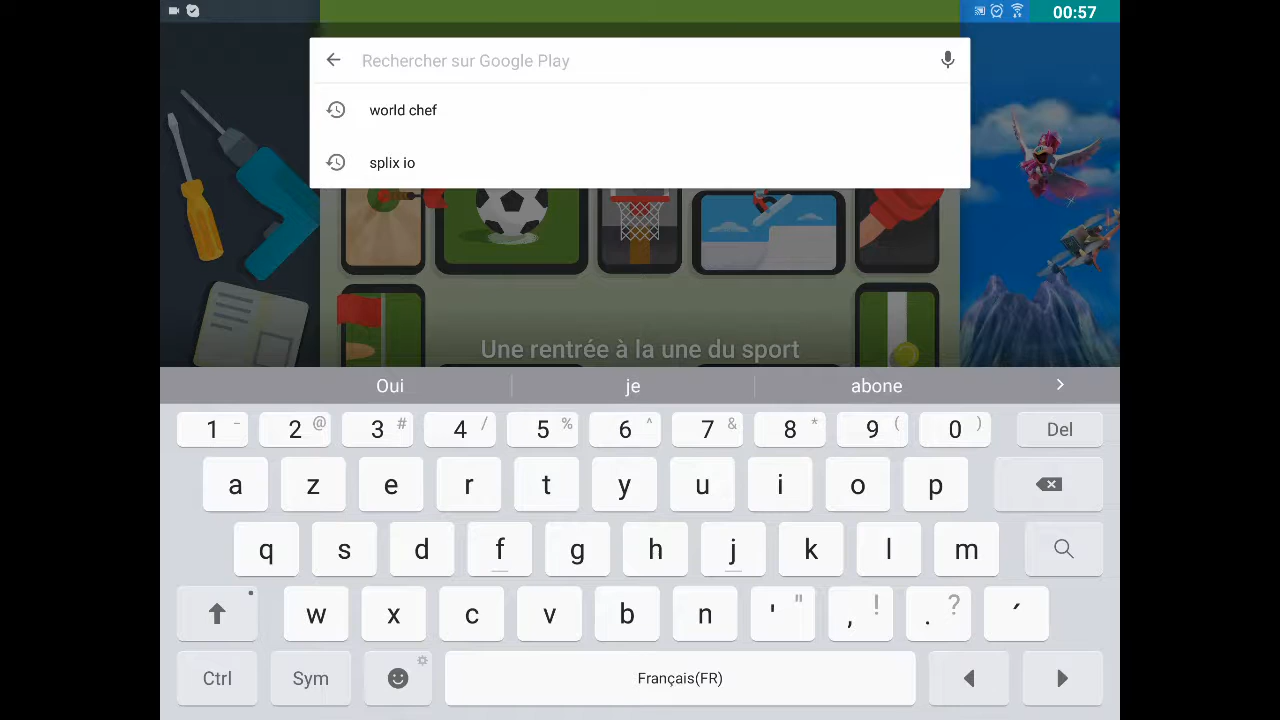 00:57
Rechercher sur Google Play
world chef
splix io
Une rentrée à la une du sport
Oui je abone
1 - 2 @ 3 # 4 / 5 % 6 ^ 7 & 8 * 9 ( 0 ) Del
a z e r t y u i o p
q s d f g h j k l m
w x c v b n ' " , ! . ? ´
Ctrl Sym Français(FR)